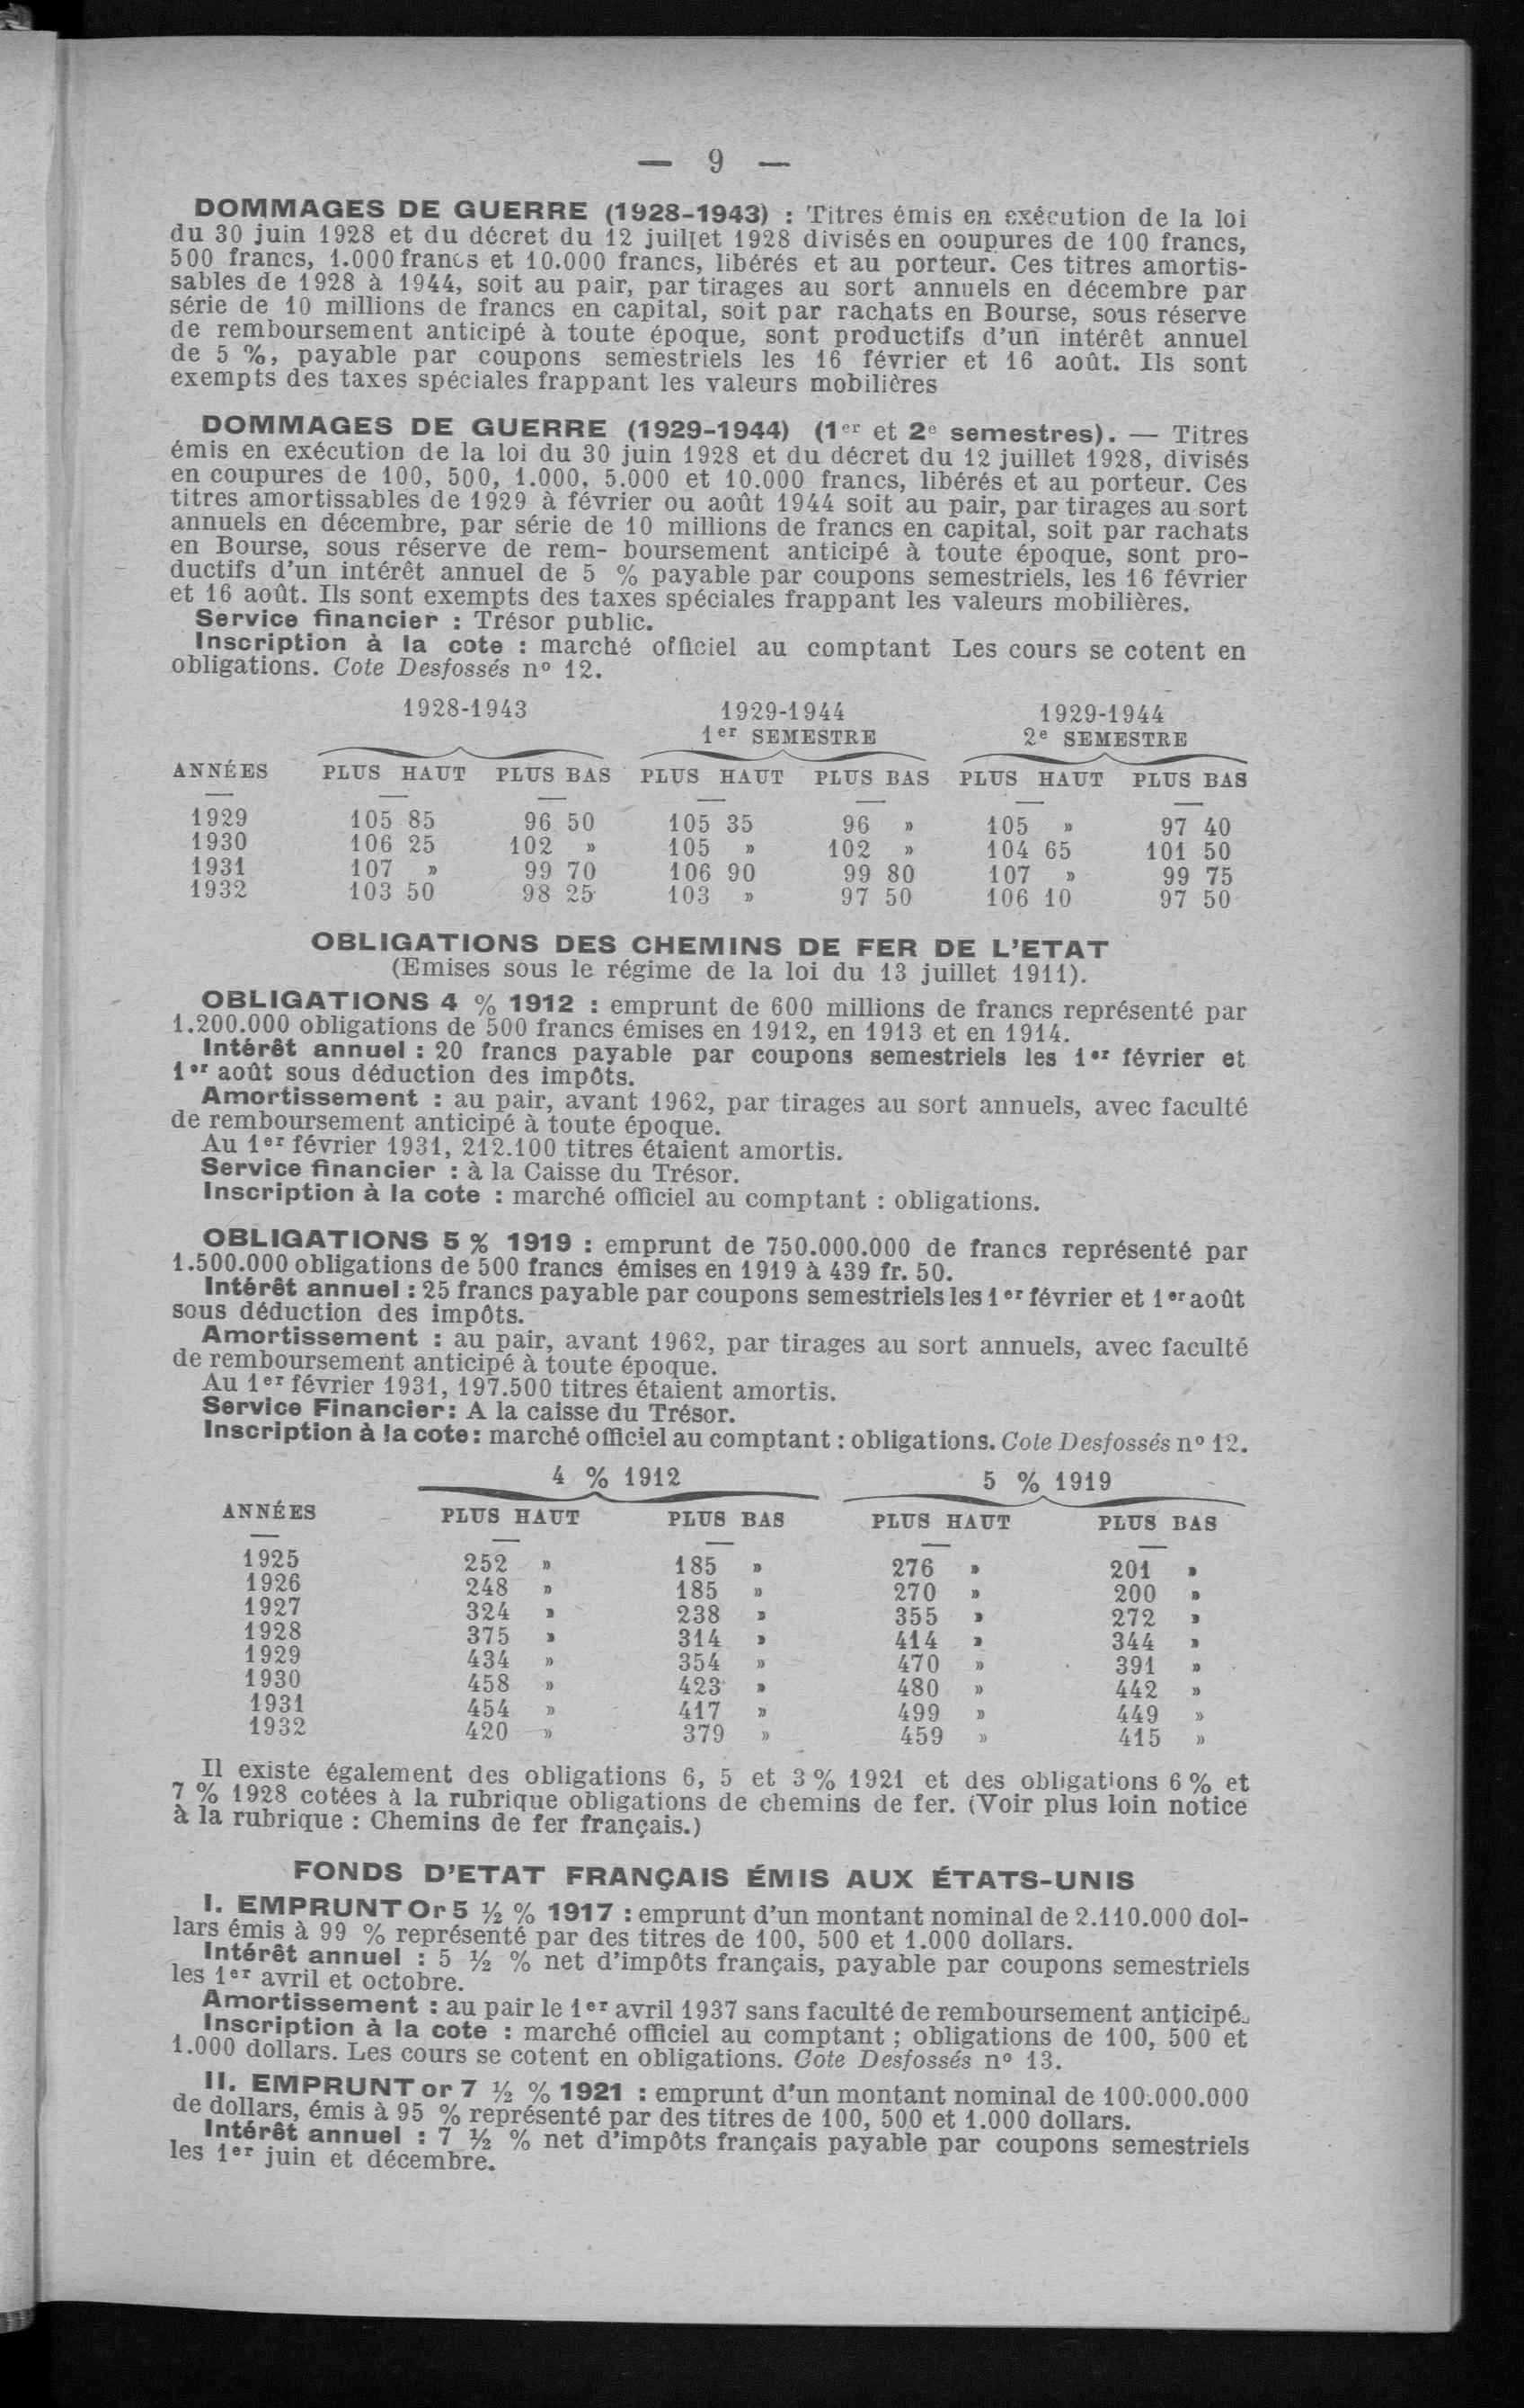 — 9 —
DOMMAGES DE GUERRE (1928-1943) : Titres émis en exécution de la loi
du 30 juin 1928 et du décret du 12 juillet 1928 divisés en ooupures de 100 francs,
500 francs, 1.000 francs et 10.000 francs, libérés et au porteur. Ces titres amortis-
sables de 1928 à 1944, soit au pair, par tirages au sort annuels en décembre par
série de 10 millions de francs en capital, soit par rachats en Bourse, sous réserve
de remboursement anticipé à toute époque, sont productifs d'un intérêt annuel
de 5 %, payable par coupons semestriels les 16 février et 16 août. Ils sont
exempts des taxes spéciales frappant les valeurs mobilières
DOMMAGES DE GUERRE (1929-1944) (1er et 2e semestres). — Titres
émis en exécution de la loi du 30 juin 1928 et du décret du 12 juillet 1928, divisés
en coupures de 100, 500, 1.000, 5.000 et 10.000 francs, libérés et au porteur. Ces
titres amortissables de 1929 à février ou août 1944 soit au pair, par tirages au sort
annuels en décembre, par série de 10 millions de francs en capital, soit par rachats
en Bourse, sous réserve de rem- boursement anticipé à toute époque, sont pro-
ductifs d'un intérêt annuel de 5 % payable par coupons semestriels, les 16 février
et 16 août. Ils sont exempts des taxes spéciales frappant les valeurs mobilières.
Service financier : Trésor public.
Inscription à la cote : marché officiel au comptant Les cours se cotent en
obligations. Cote Desfossés nº 12.
1928-1943 1929-1944 1929-1944
1er SEMESTRE 2e SEMESTRE
ANNÉES PLUS HAUT PLUS BAS PLUS HAUT PLUS BAS PLUS HAUT PLUS BAS
1929 105 85 96 50 105 35 96 » 105 » 97 40
1930 106 25 102 » 105 » 102 » 104 65 101 50
1931 107 » 99 70 106 90 99 80 107 » 99 75
1932 103 50 98 25 103 » 97 50 106 10 97 50
OBLIGATIONS DES CHEMINS DE FER DE L'ETAT
(Emises sous le régime de la loi du 13 juillet 1911).
OBLIGATIONS 4 % 1912 : emprunt de 600 millions de francs représenté par
1.200.000 obligations de 500 francs émises en 1912, en 1913 et en 1914.
Intérêt annuel : 20 francs payable par coupons semestriels les 1er février et
1er août sous déduction des impôts.
Amortissement : au pair, avant 1962, par tirages au sort annuels, avec faculté
de remboursement anticipé à toute époque.
Au 1er février 1931, 212.100 titres étaient amortis.
Service financier : à la Caisse du Trésor.
Inscription à la cote : marché officiel au comptant : obligations.
OBLIGATIONS 5 % 1919 : emprunt de 750.000.000 de francs représenté par
1.500.000 obligations de 500 francs émises en 1919 à 439 fr. 50.
Intérêt annuel : 25 francs payable par coupons semestriels les 1er février et 1er août
sous déduction des impôts.
Amortissement : au pair, avant 1962, par tirages au sort annuels, avec faculté
de remboursement anticipé à toute époque.
Au 1er février 1931, 197.500 titres étaient amortis.
Service Financier : A la caisse du Trésor.
Inscription à la cote : marché officiel au comptant : obligations. Cote Desfossés nº 12.
4 % 1912 5 % 1919
ANNÉES PLUS HAUT PLUS BAS PLUS HAUT PLUS BAS
1925 252 » 185 » 276 » 201 »
1926 248 » 185 » 270 » 200 »
1927 324 » 238 » 355 » 272 »
1928 375 » 314 » 414 » 344 »
1929 434 » 354 » 470 » 391 »
1930 458 » 423 » 480 » 442 »
1931 454 » 417 » 499 » 449 »
1932 420 » 379 » 459 » 415 »
Il existe également des obligations 6, 5 et 3 % 1921 et des obligations 6 % et
7 % 1928 cotées à la rubrique obligations de chemins de fer. (Voir plus loin notice
à la rubrique : Chemins de fer français.)
FONDS D'ETAT FRANÇAIS ÉMIS AUX ÉTATS-UNIS
I. EMPRUNT Or 5 ½ % 1917 : emprunt d'un montant nominal de 2.110.000 dol-
lars émis à 99 % représenté par des titres de 100, 500 et 1.000 dollars.
Intérêt annuel : 5 ½ % net d'impôts français, payable par coupons semestriels
les 1er avril et octobre.
Amortissement : au pair le 1er avril 1937 sans faculté de remboursement anticipé.
Inscription à la cote : marché officiel au comptant ; obligations de 100, 500 et
1.000 dollars. Les cours se cotent en obligations. Cote Desfossés nº 13.
II. EMPRUNT or 7 ½ % 1921 : emprunt d'un montant nominal de 100.000.000
de dollars, émis à 95 % représenté par des titres de 100, 500 et 1.000 dollars.
Intérêt annuel : 7 ½ % net d'impôts français payable par coupons semestriels
les 1er juin et décembre.